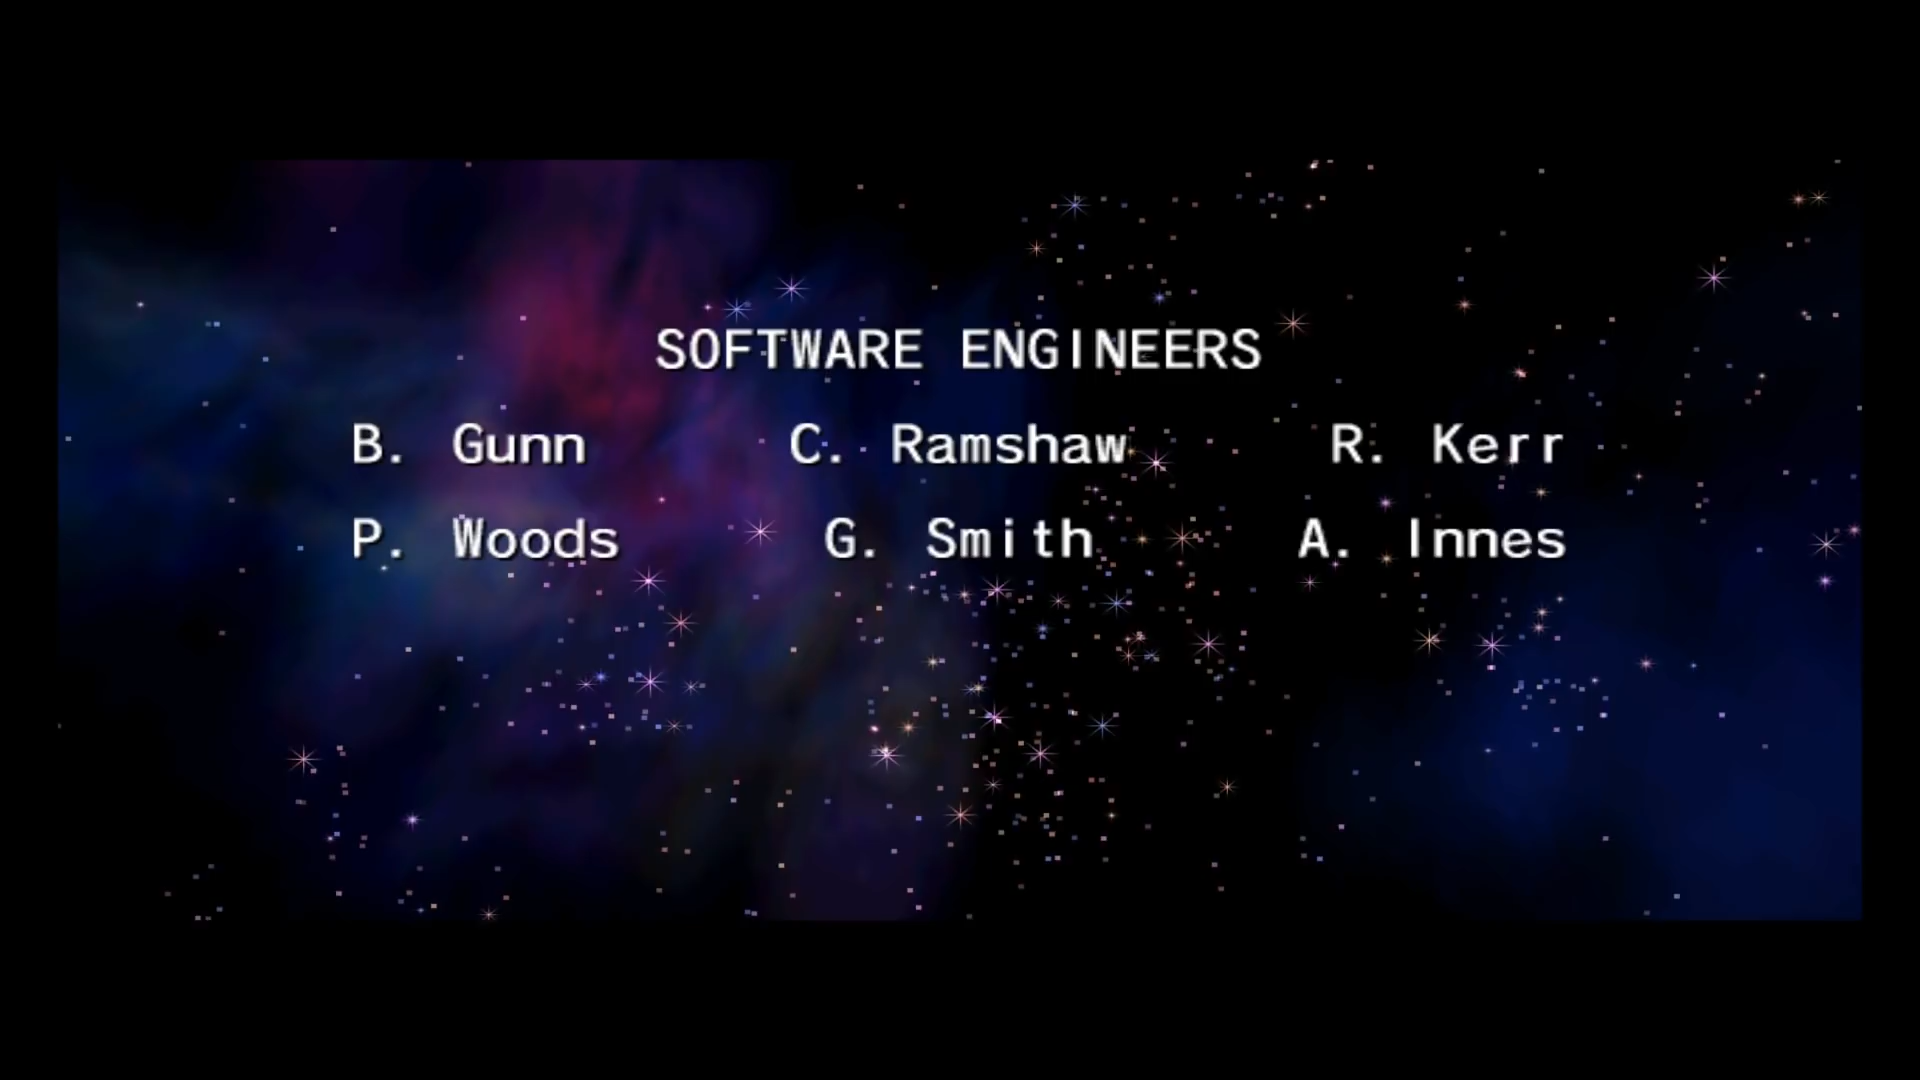 SOFTWARE ENGINEERS
B. Gunn C. Ramshaw R. Kerr
P. Woods G. Smith A. Innes